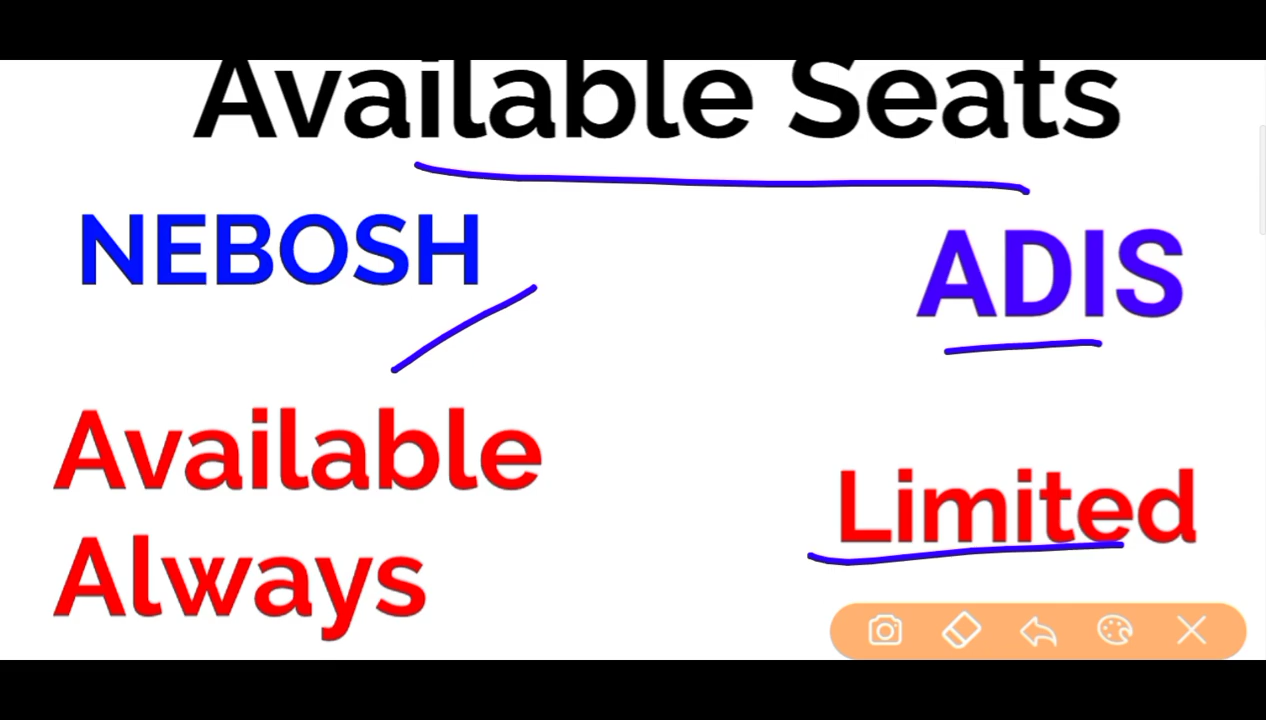 Available Seats
NEBOSH
ADIS
Available
Always
Limited